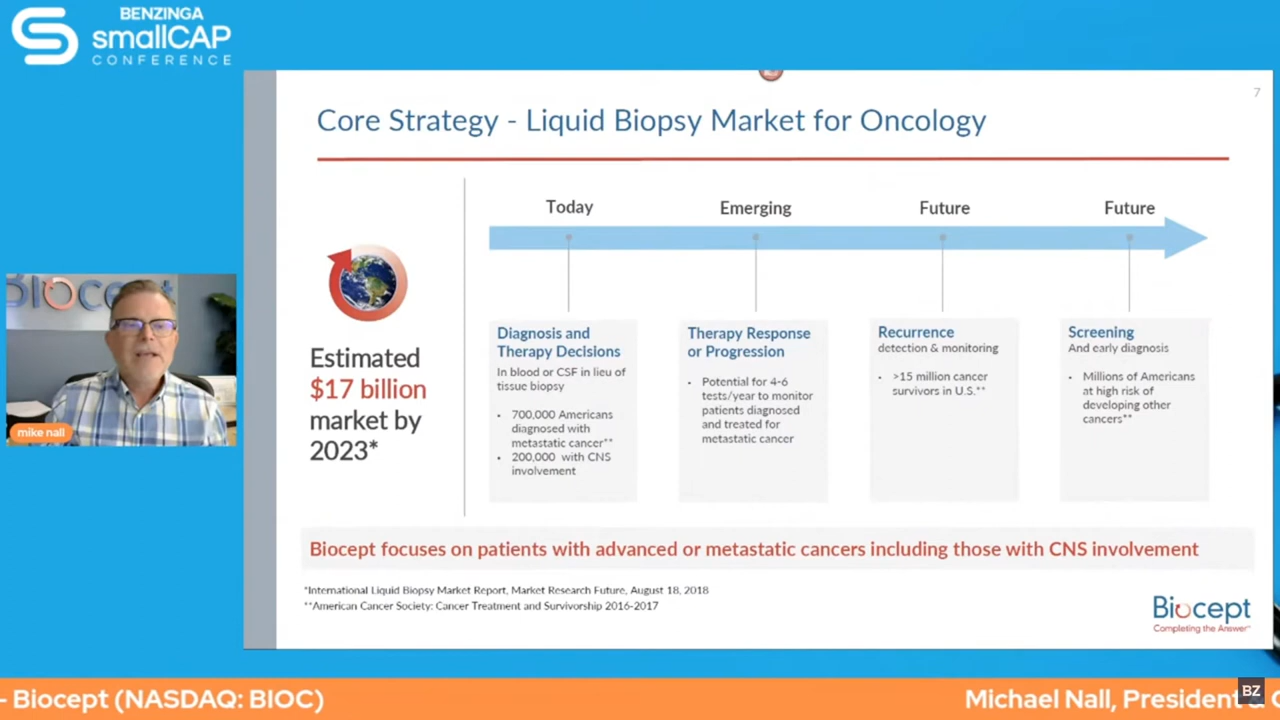 BENZINGA
smallCAP
CONFERENCE
7
Core Strategy - Liquid Biopsy Market for Oncology
Today
Emerging
Future
Future
Estimated
$17 billion
market by
2023*
Diagnosis and
Therapy Decisions
In blood or CSF in lieu of
tissue biopsy
• 700,000 Americans
diagnosed with
metastatic cancer**
• 200,000 with CNS
involvement
Therapy Response
or Progression
• Potential for 4-6
tests/year to monitor
patients diagnosed
and treated for
metastatic cancer
Recurrence
detection & monitoring
• >15 million cancer
survivors in U.S.**
Screening
And early diagnosis
• Millions of Americans
at high risk of
developing other
cancers**
Biocept
mike nall
Biocept focuses on patients with advanced or metastatic cancers including those with CNS involvement
*International Liquid Biopsy Market Report, Market Research Future, August 18, 2018
**American Cancer Society: Cancer Treatment and Survivorship 2016-2017
Biocept
Completing the Answer
- Biocept (NASDAQ: BIOC)
Michael Nall, President
BZ